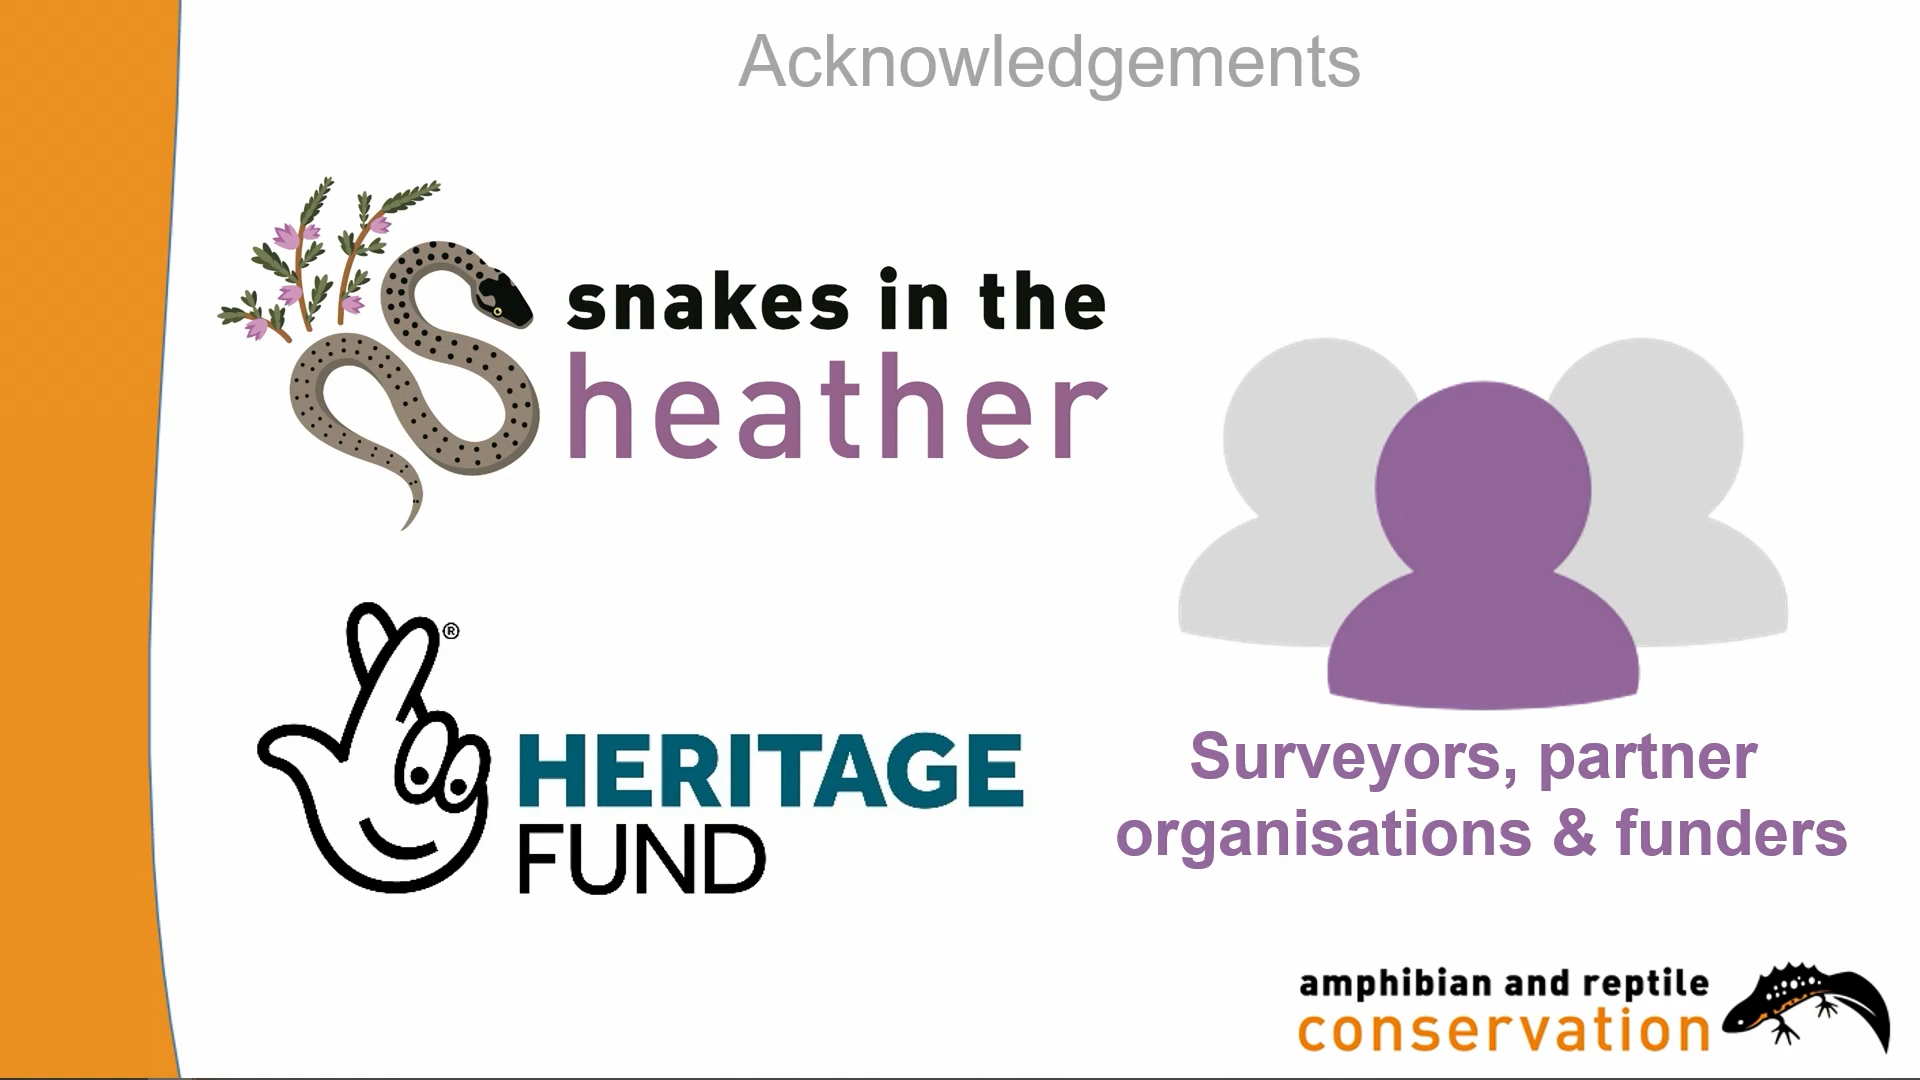 Acknowledgements
snakes in the
heather
®
HERITAGE
FUND
Surveyors, partner
organisations & funders
amphibian and reptile
conservation